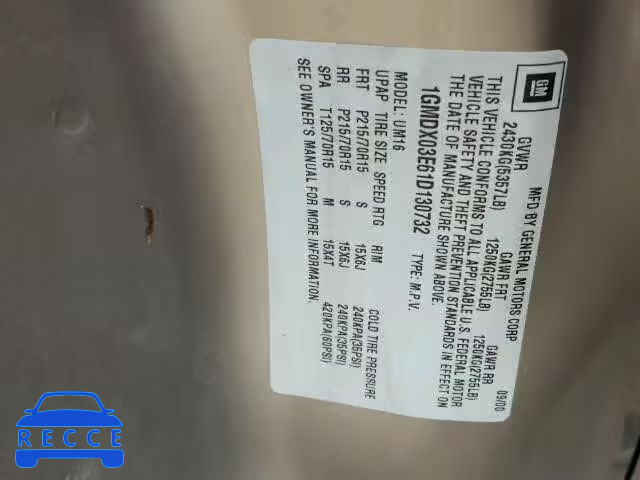 GM
MFD BY GENERAL MOTORS CORP 09/00
GVWR GAWR FRT GAWR RR
2430KG(5357LB) 1250KG(2755LB) 1250KG(2755LB)
THIS VEHICLE CONFORMS TO ALL APPLICABLE U.S. FEDERAL MOTOR
VEHICLE SAFETY AND THEFT PREVENTION STANDARDS IN EFFECT ON
THE DATE OF MANUFACTURE SHOWN ABOVE.
1GMDX03E61D130732 TYPE: M.P.V.
MODEL: UM16
UPAP TIRE SIZE SPEED RTG RIM COLD TIRE PRESSURE
FRT P215/70R15 S 15X6J 240KPA(35PSI)
RR P215/70R15 S 15X6J 240KPA(35PSI)
SPA T125/70R15 M 15X4T 420KPA(60PSI)
SEE OWNER'S MANUAL FOR MORE INFORMATION.
RECCE